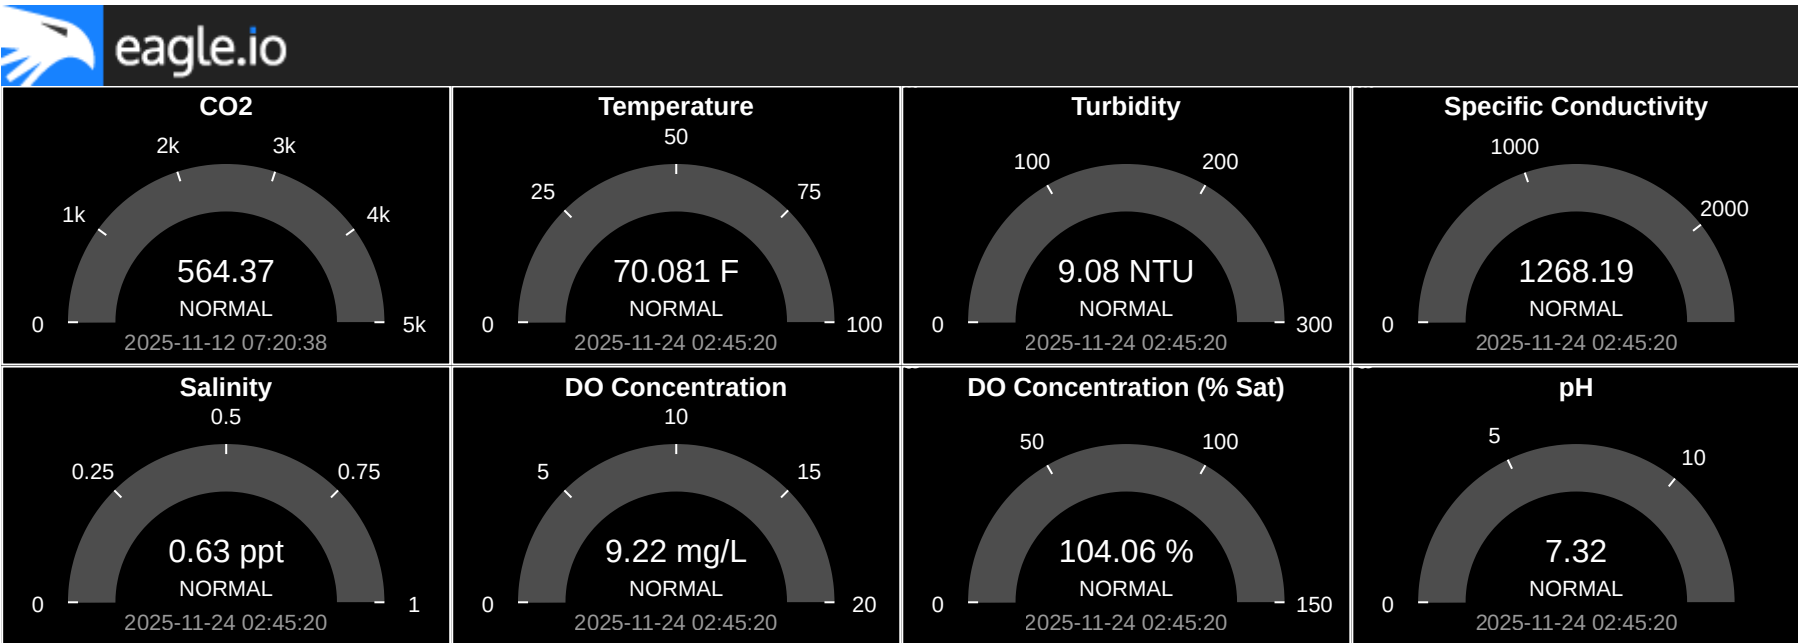 eagle.io
CO2
2k
3k
1k
4k
564.37
NORMAL
0
5k
2025-11-12 07:20:38
Temperature
50
25
75
70.081 F
NORMAL
0
100
2025-11-24 02:45:20
Turbidity
100
200
9.08 NTU
NORMAL
0
300
2025-11-24 02:45:20
Specific Conductivity
1000
2000
1268.19
NORMAL
0
2025-11-24 02:45:20
Salinity
0.5
0.25
0.75
0.63 ppt
NORMAL
0
1
2025-11-24 02:45:20
DO Concentration
10
5
15
9.22 mg/L
NORMAL
0
20
2025-11-24 02:45:20
DO Concentration (% Sat)
50
100
104.06 %
NORMAL
0
150
2025-11-24 02:45:20
pH
5
10
7.32
NORMAL
0
2025-11-24 02:45:20